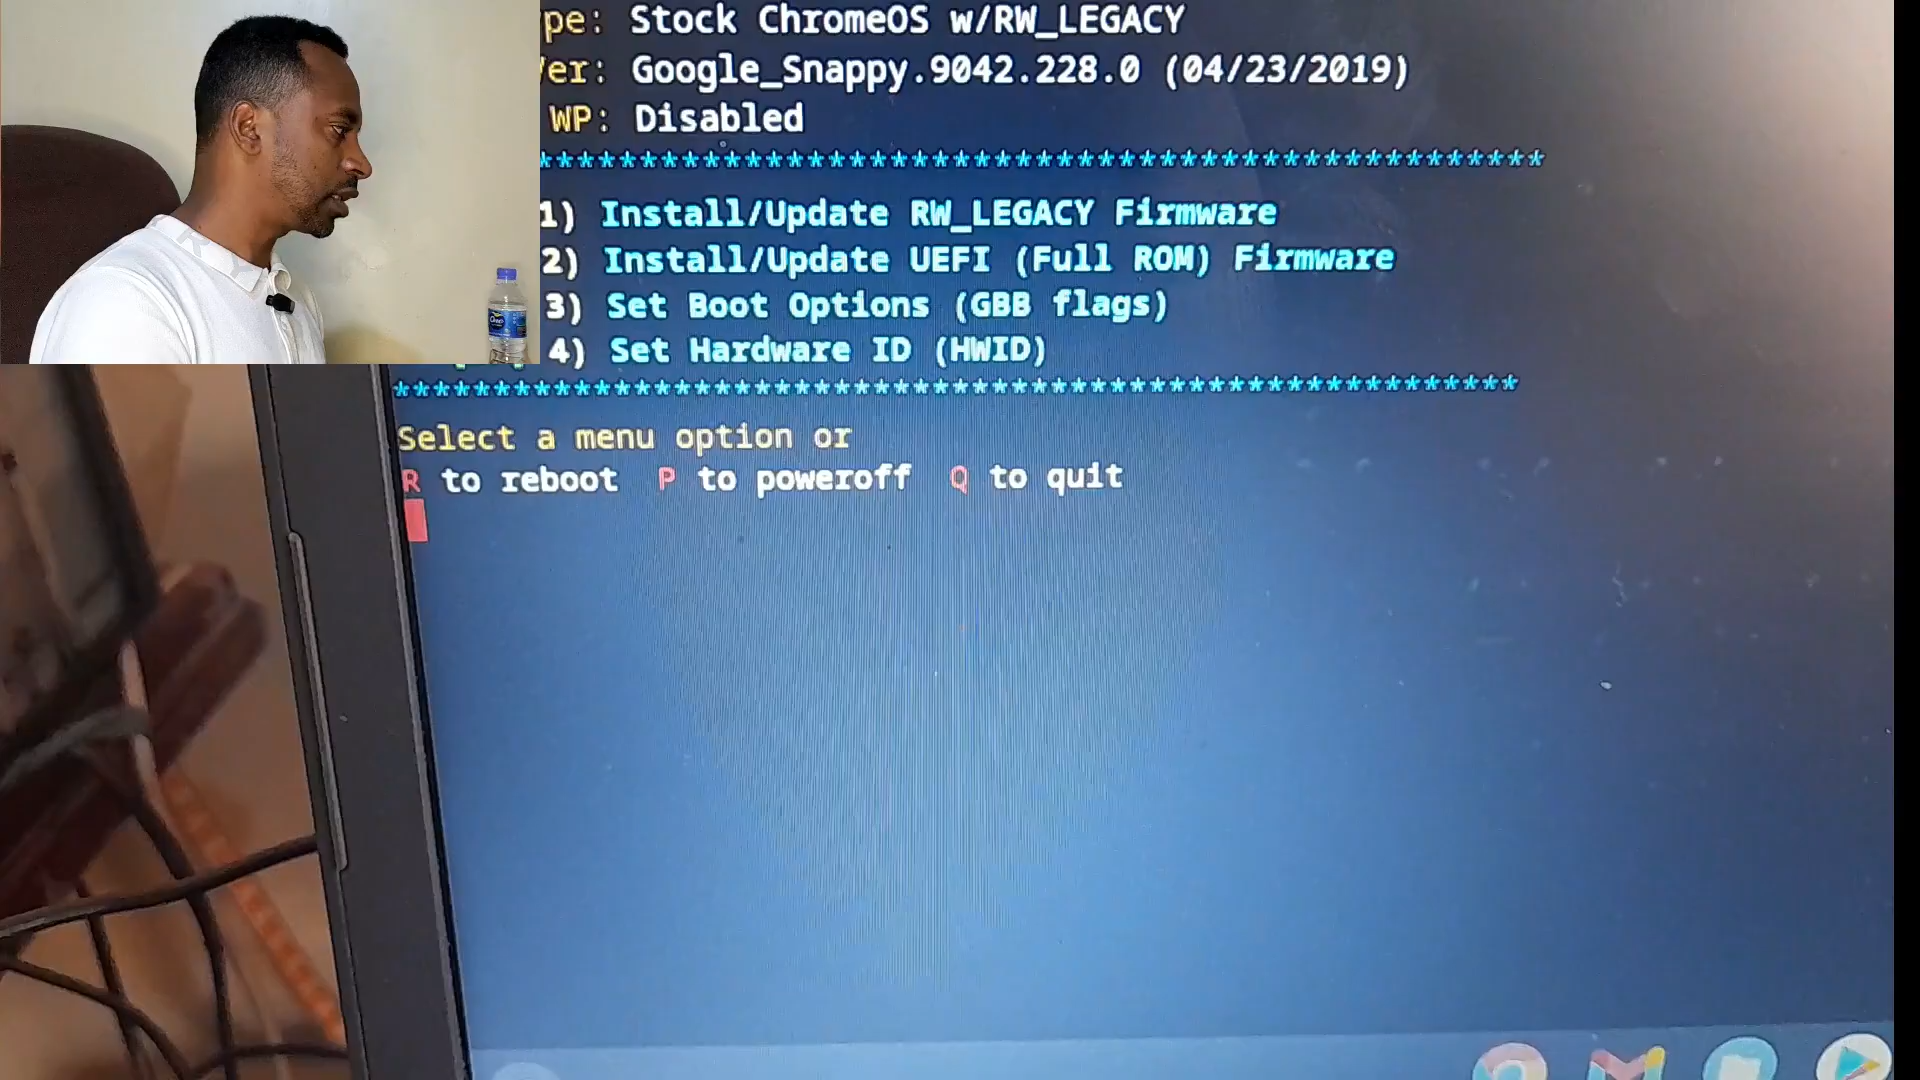 pe: Stock ChromeOS w/RW_LEGACY
Ver: Google_Snappy.9042.228.0 (04/23/2019)
WP: Disabled
**********************************************************
1) Install/Update RW_LEGACY Firmware
2) Install/Update UEFI (Full ROM) Firmware
3) Set Boot Options (GBB flags)
4) Set Hardware ID (HWID)
**********************************************************
Select a menu option or
R to reboot P to poweroff Q to quit